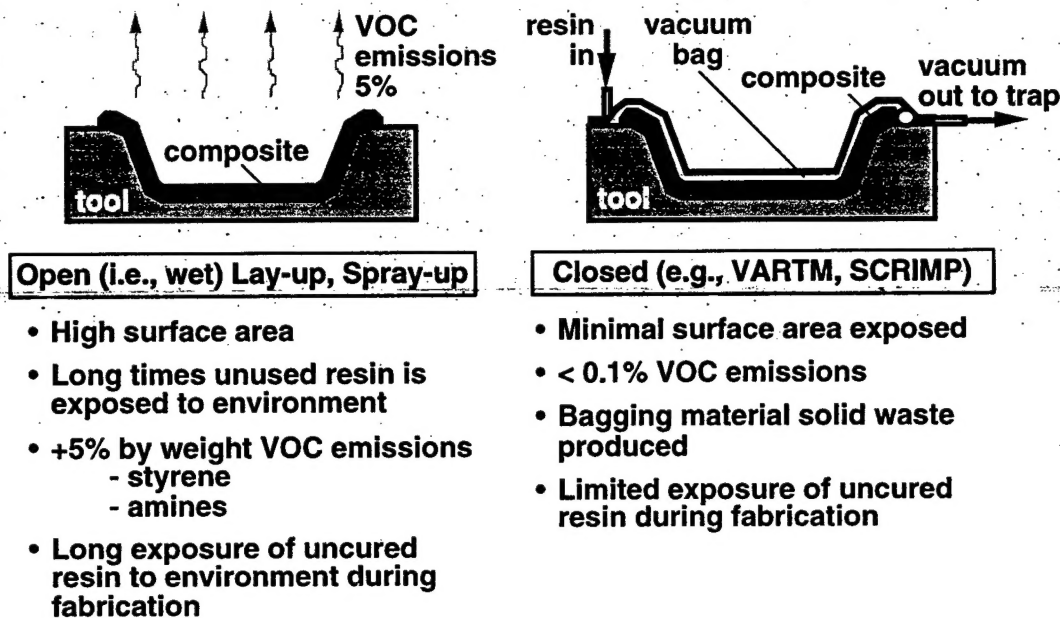 VOC
emissions
5%
composite
tool
Open (i.e., wet) Lay-up, Spray-up
• High surface area
• Long times unused resin is
exposed to environment
• +5% by weight VOC emissions
- styrene
- amines
• Long exposure of uncured
resin to environment during
fabrication
resin
in
vacuum
bag
composite
vacuum
out to trap
tool
Closed (e.g., VARTM, SCRIMP)
• Minimal surface area exposed
• < 0.1% VOC emissions
• Bagging material solid waste
produced
• Limited exposure of uncured
resin during fabrication